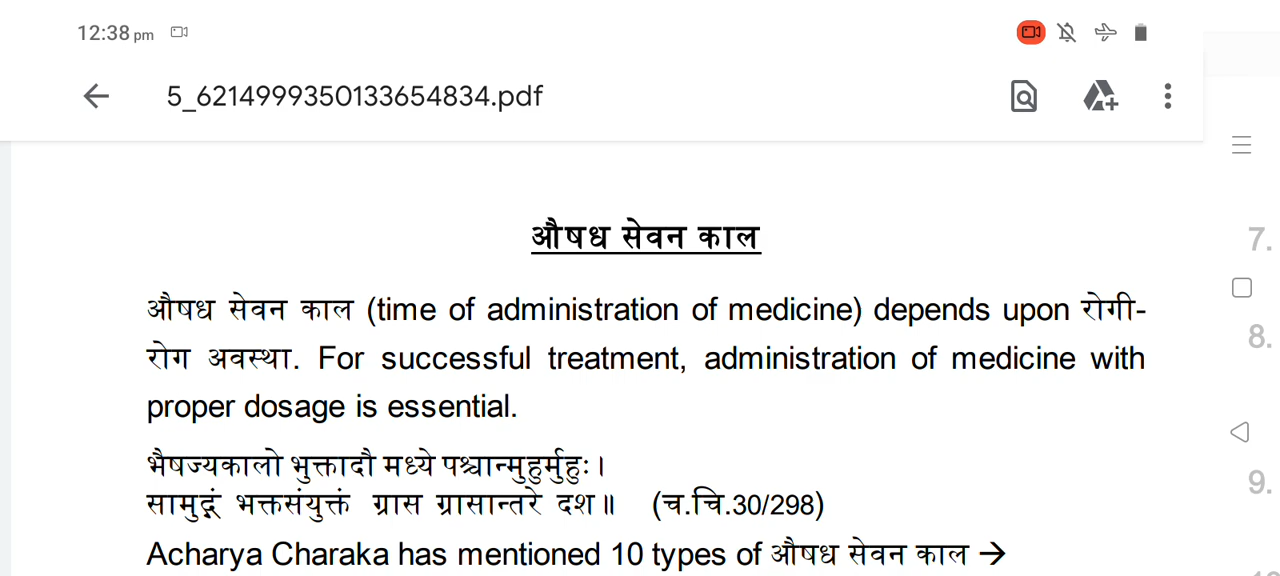 12:38 pm
5_6214999350133654834.pdf
औषध सेवन काल
औषध सेवन काल (time of administration of medicine) depends upon रोगी-
रोग अवस्था. For successful treatment, administration of medicine with
proper dosage is essential.
भैषज्यकालो भुक्तादौ मध्ये पश्चान्मुहुर्मुहुः।
सामुद्गं भक्तसंयुक्तं ग्रास ग्रासान्तरे दश॥ (च.चि.30/298)
Acharya Charaka has mentioned 10 types of औषध सेवन काल →
7.
8.
9.